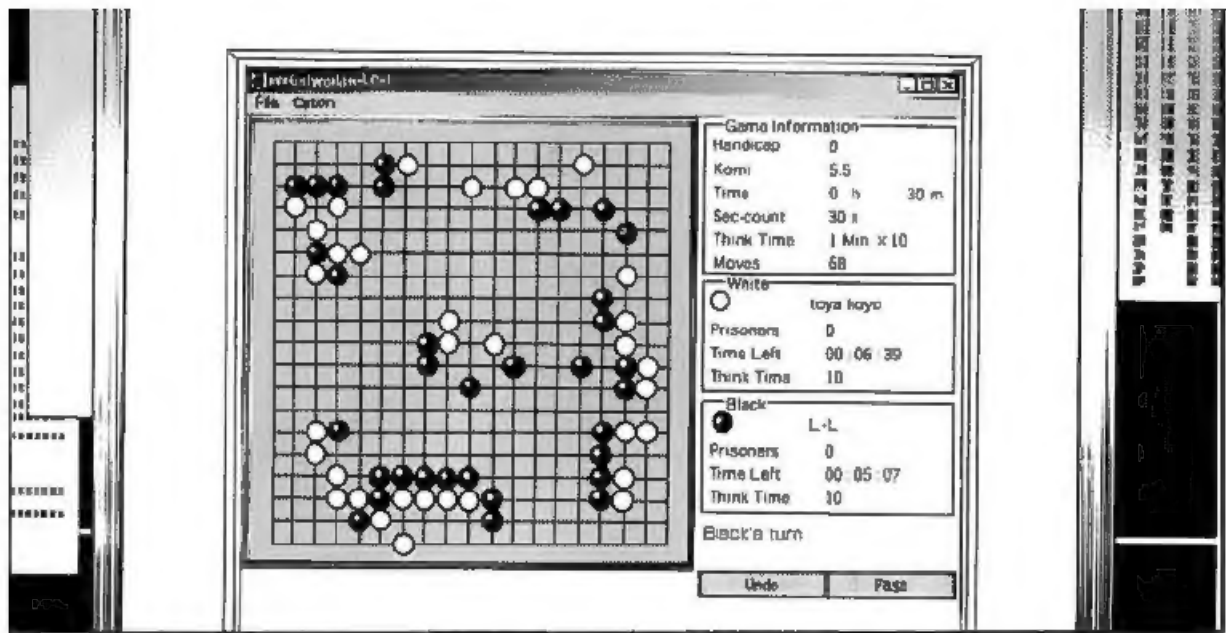 File Option
Game Information
Handicap 0
Komi 5.5
Time 0 h 30 m
Sec-count 30 s
Think Time 1 Min × 10
Moves 68
White
toya koyo
Prisoners 0
Time Left 00:06:39
Think Time 10
Black
L-L
Prisoners 0
Time Left 00:05:07
Think Time 10
Black's turn
Undo Pass